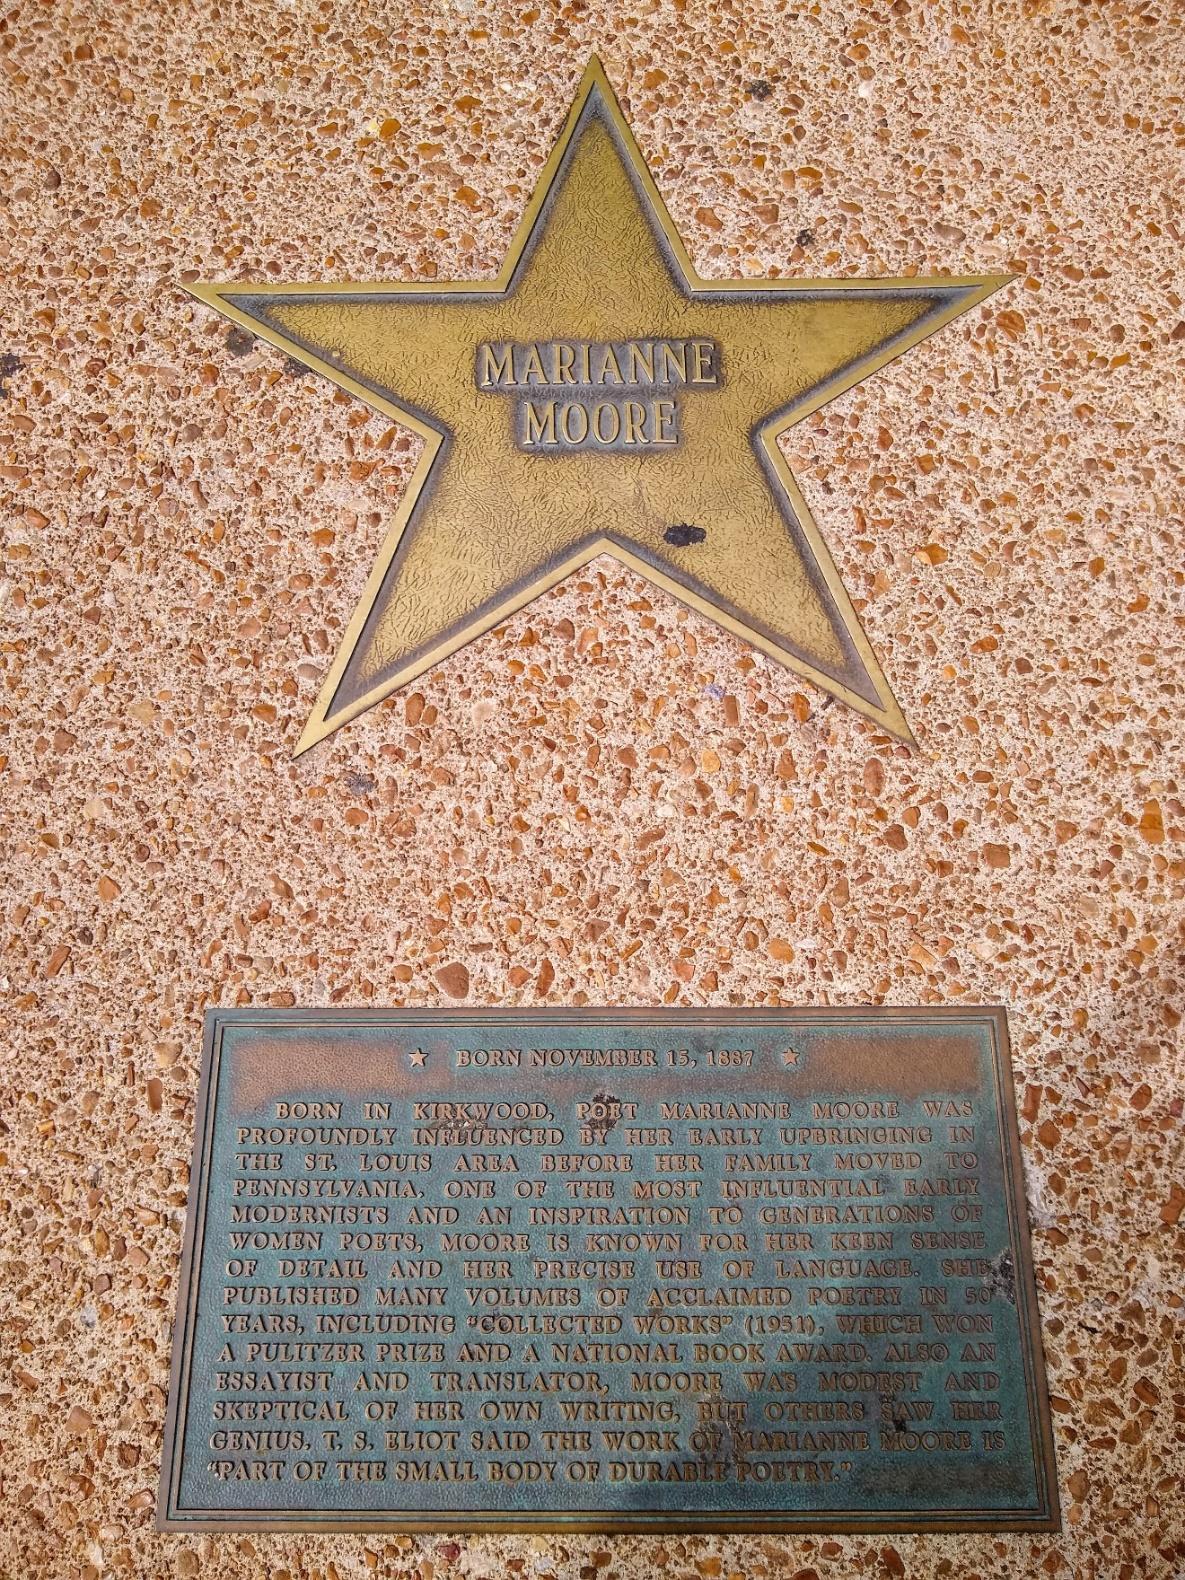 MARIANNE
MOORE
★ BORN NOVEMBER 15, 1887 ★
BORN IN KIRKWOOD, POET MARIANNE MOORE WAS
PROFOUNDLY INFLUENCED BY HER EARLY UPBRINGING IN
THE ST. LOUIS AREA BEFORE HER FAMILY MOVED TO
PENNSYLVANIA. ONE OF THE MOST INFLUENTIAL EARLY
MODERNISTS AND AN INSPIRATION TO GENERATIONS OF
WOMEN POETS, MOORE IS KNOWN FOR HER KEEN SENSE
OF DETAIL AND HER PRECISE USE OF LANGUAGE. SHE
PUBLISHED MANY VOLUMES OF ACCLAIMED POETRY IN 50
YEARS, INCLUDING "COLLECTED WORKS" (1951), WHICH WON
A PULITZER PRIZE AND A NATIONAL BOOK AWARD. ALSO AN
ESSAYIST AND TRANSLATOR, MOORE WAS MODEST AND
SKEPTICAL OF HER OWN WRITING, BUT OTHERS SAW HER
GENIUS. T. S. ELIOT SAID THE WORK OF MARIANNE MOORE IS
"PART OF THE SMALL BODY OF DURABLE POETRY."